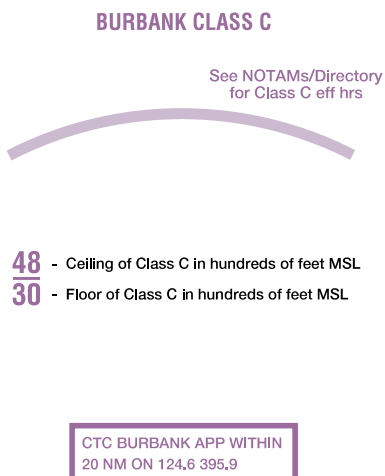 BURBANK CLASS C
See NOTAMs/Directory
for Class C eff hrs
48 - Ceiling of Class C in hundreds of feet MSL
30 - Floor of Class C in hundreds of feet MSL
CTC BURBANK APP WITHIN
20 NM ON 124.6 395.9